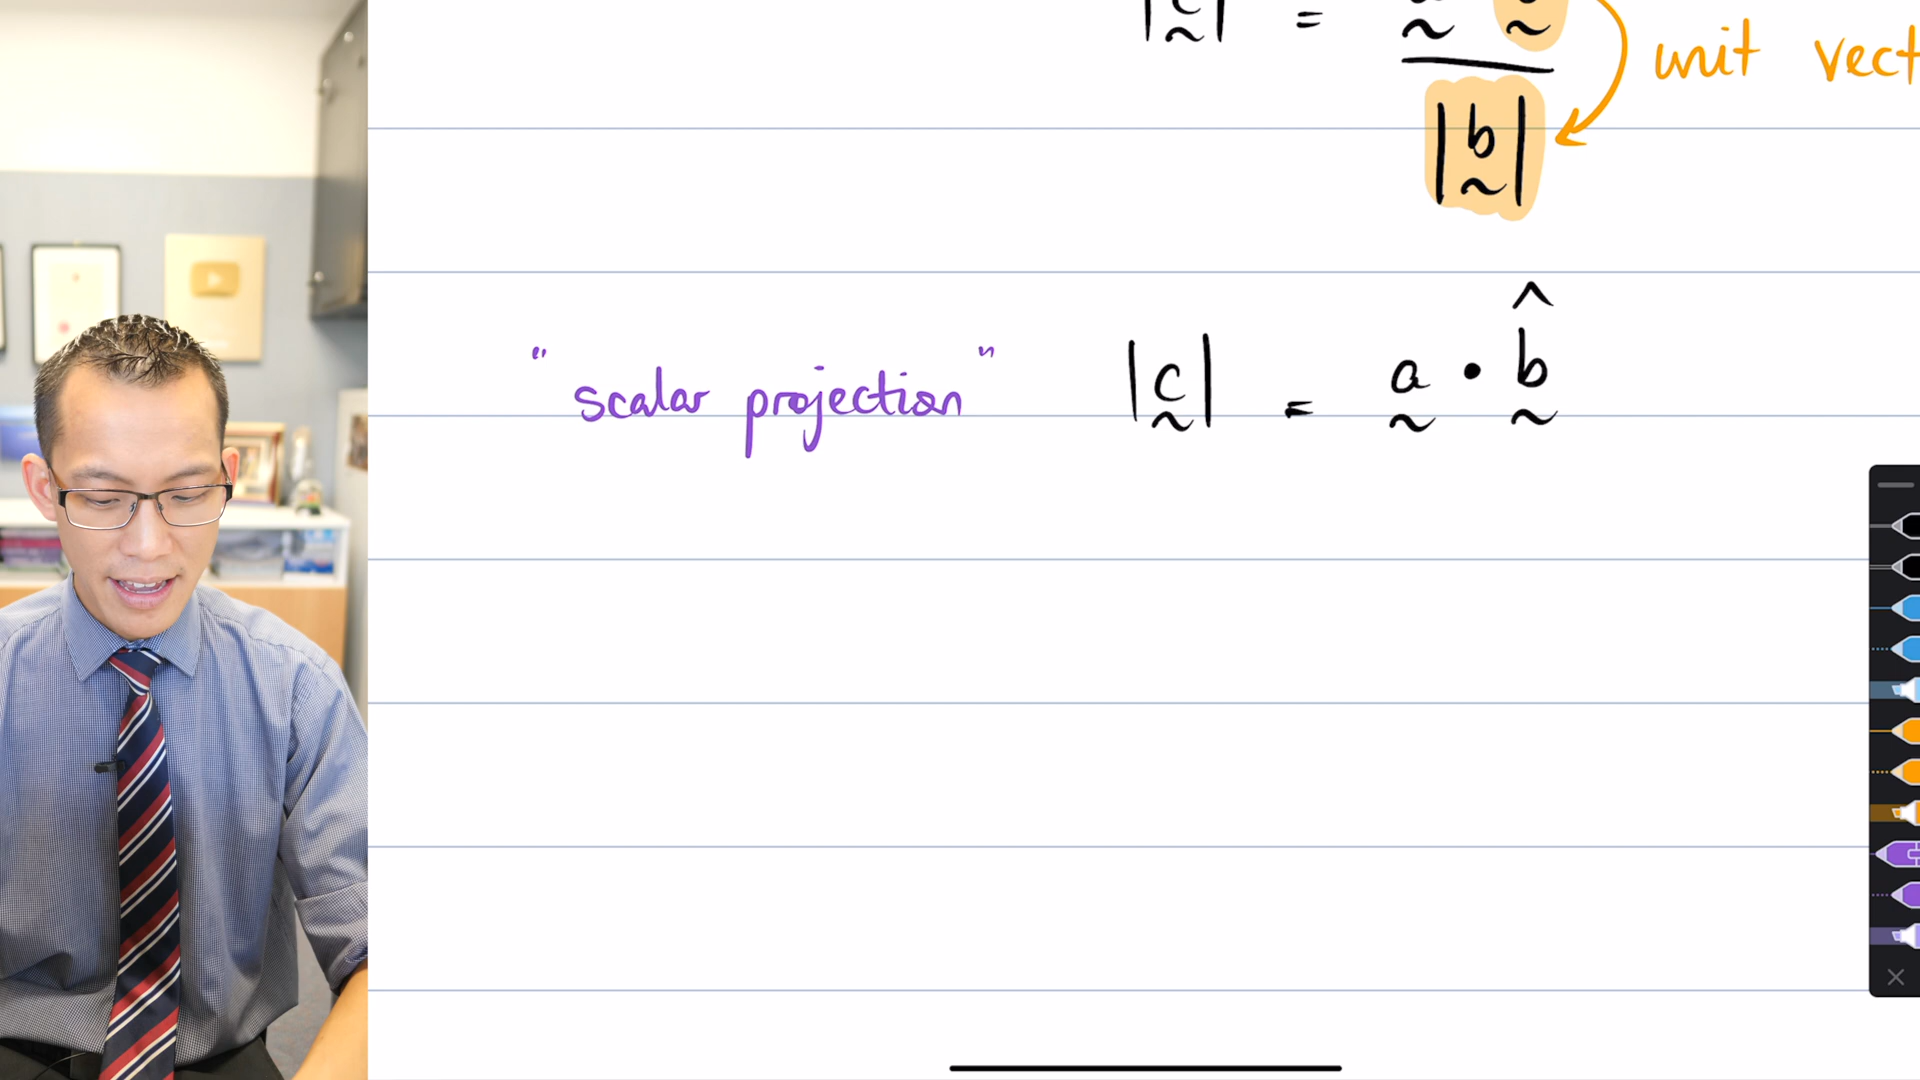 |c̰| = a̰ · b̰
unit vect
|b̰|
"scalar projection" |c̰| = a̰ · b̰̂